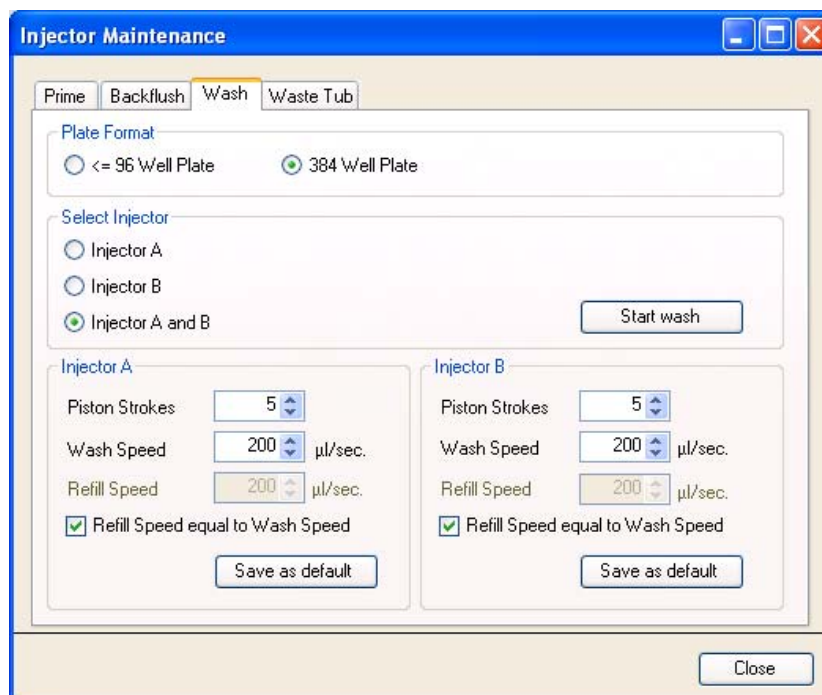 Injector Maintenance
Prime Backflush Wash Waste Tub
Plate Format
<= 96 Well Plate 384 Well Plate
Select Injector
Injector A
Injector B
Injector A and B
Start wash
Injector A
Piston Strokes 5
Wash Speed 200 µl/sec.
Refill Speed 200 µl/sec.
Refill Speed equal to Wash Speed
Save as default
Injector B
Piston Strokes 5
Wash Speed 200 µl/sec.
Refill Speed 200 µl/sec.
Refill Speed equal to Wash Speed
Save as default
Close